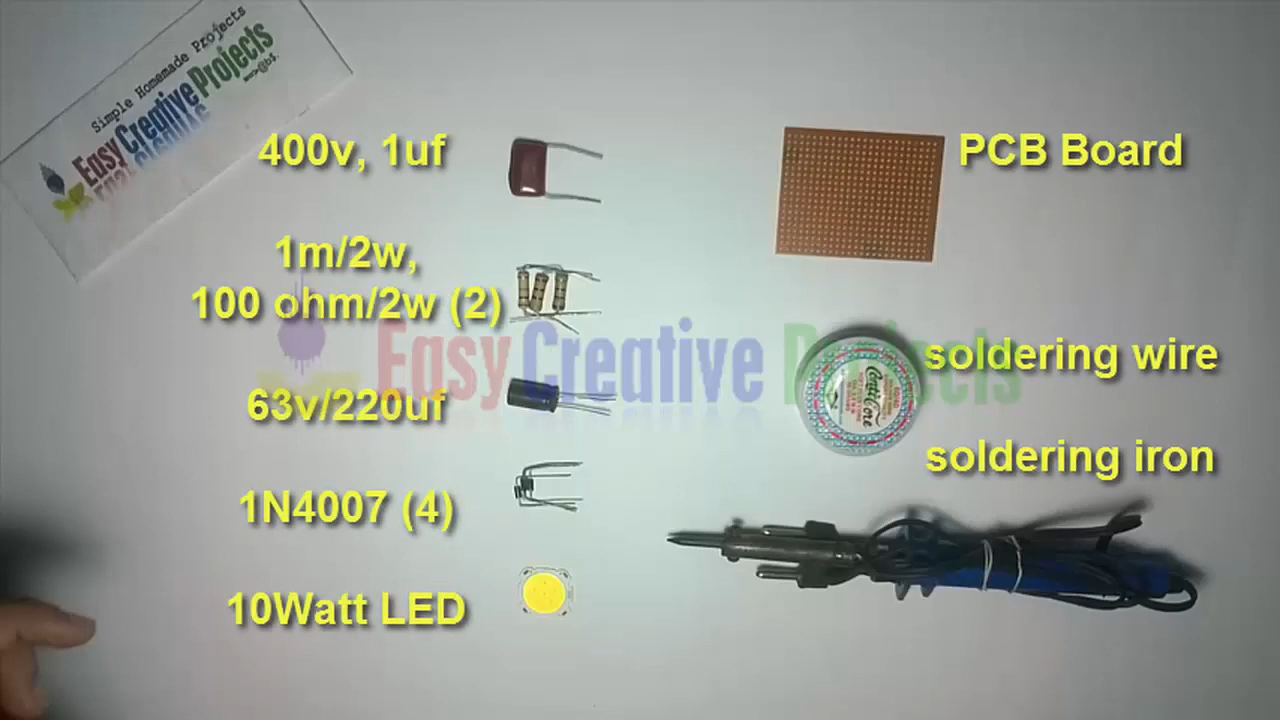 Simple Homemade Projects
Easy Creative Projects
400v, 1uf
PCB Board
1m/2w,
100 ohm/2w (2)
Easy Creative Projects
soldering wire
63v/220uf
soldering iron
1N4007 (4)
10Watt LED